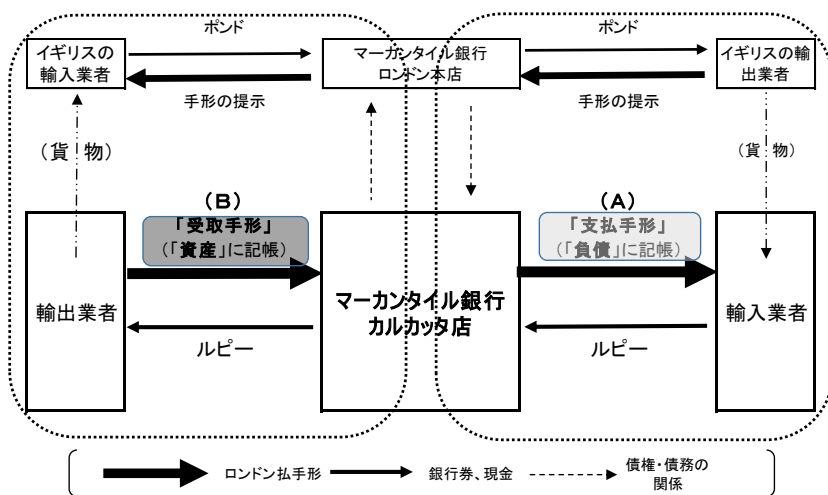 ポンド
ポンド
イギリスの
輸入業者
マーカンタイル銀行
ロンドン本店
イギリスの輸
出業者
手形の提示
手形の提示
(貨 物)
(貨 物)
(B)
(A)
「受取手形」
(「資産」に記帳)
「支払手形」
(「負債」に記帳)
輸出業者
マーカンタイル銀行
カルカッタ店
輸入業者
ルピー
ルピー
ロンドン払手形
銀行券、現金
債権・債務の
関係